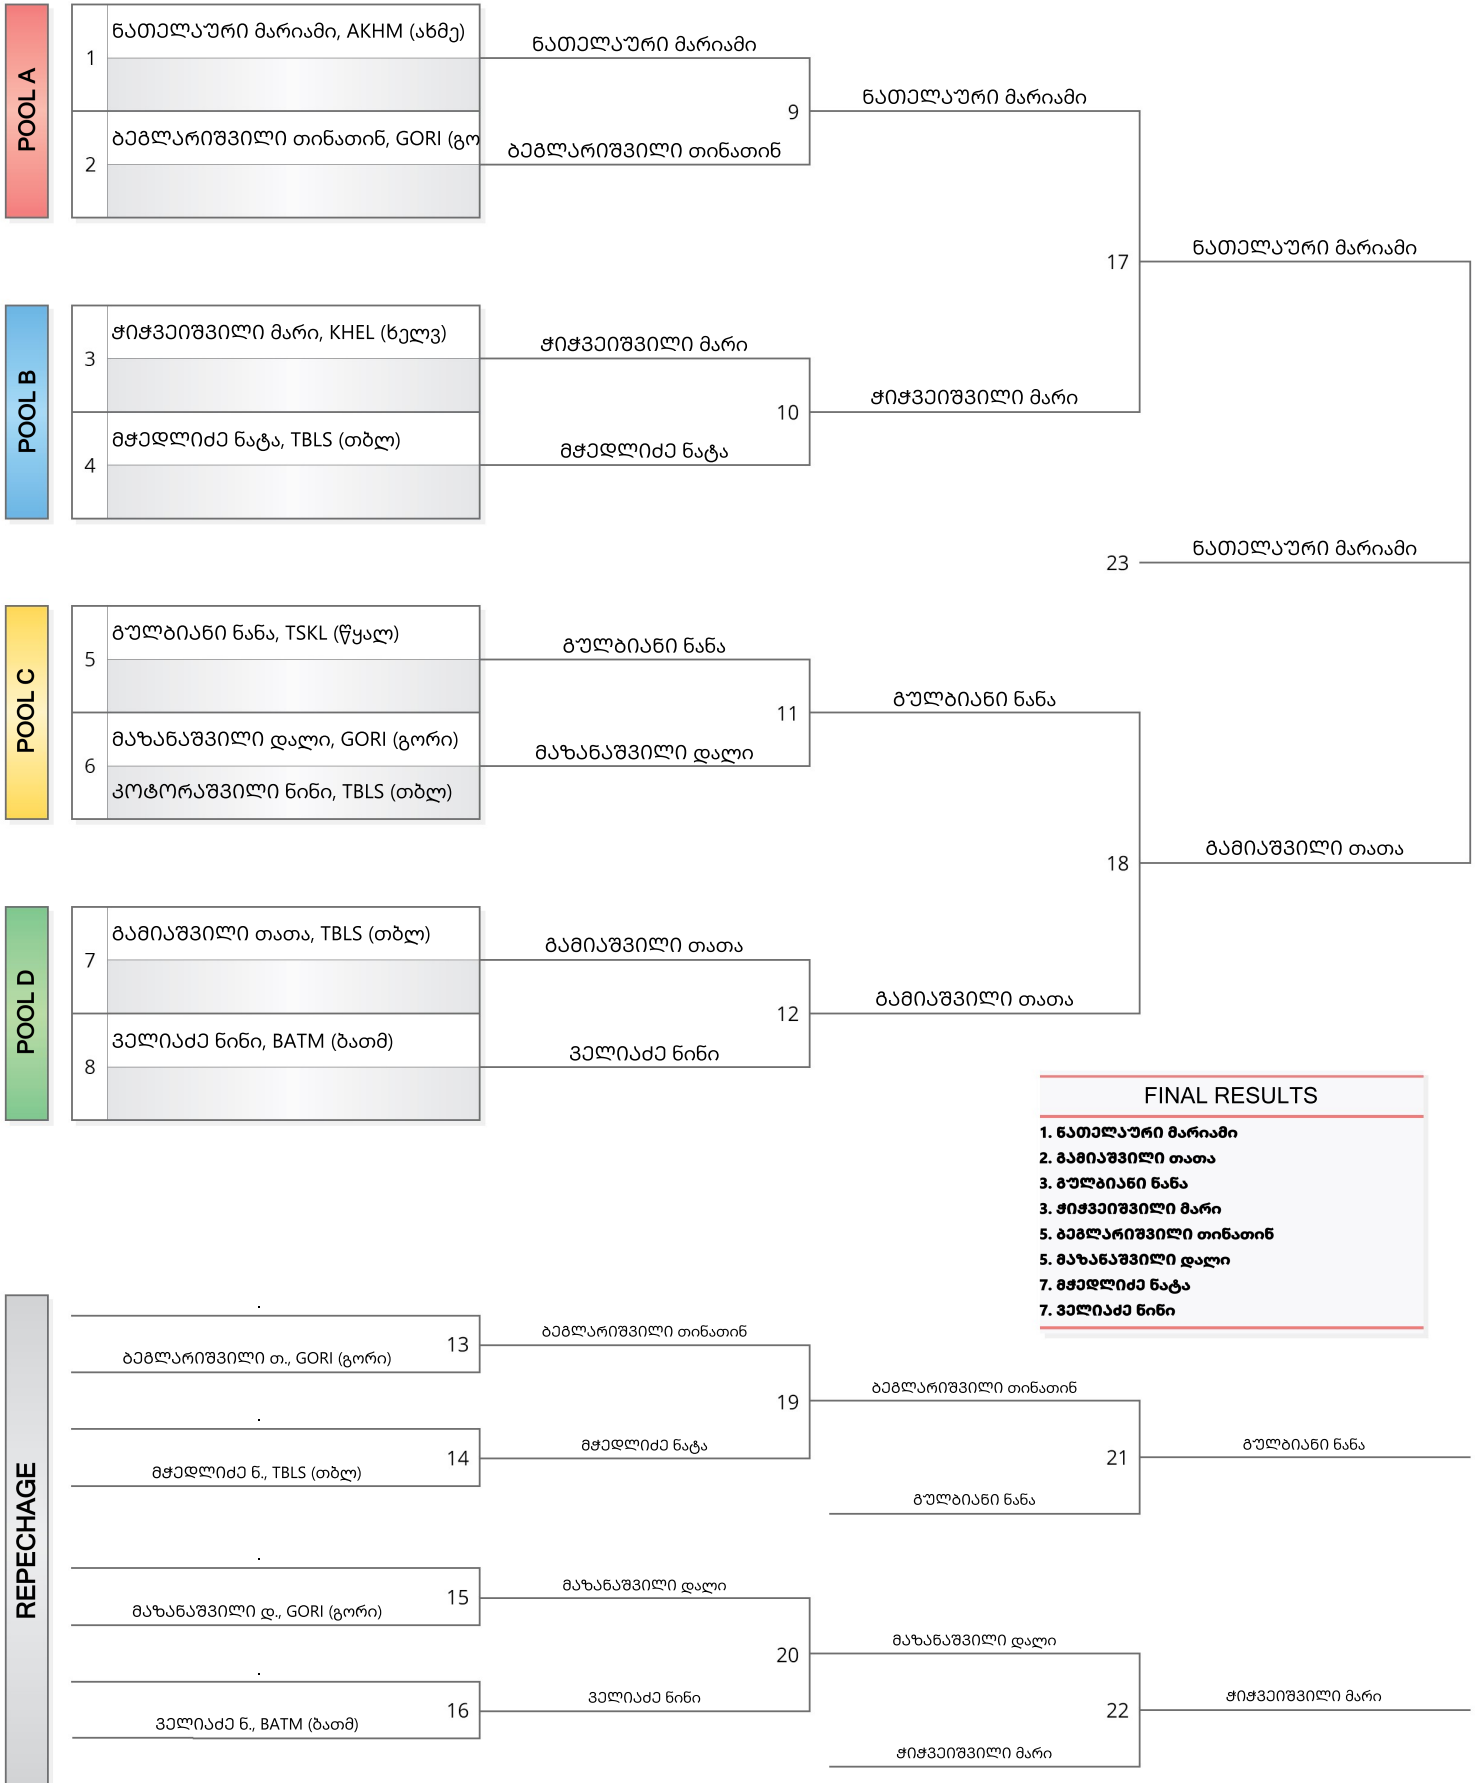 POOL A
1
ნათელაური მარიამი, AKHM (ახმე)
2
ბეგლარიშვილი თინათინ, GORI (გო
ნათელაური მარიამი
ბეგლარიშვილი თინათინ
9
ნათელაური მარიამი
17
ნათელაური მარიამი
POOL B
3
ჭიჭვეიშვილი მარი, KHEL (ხელვ)
4
მჭედლიძე ნატა, TBLS (თბლ)
ჭიჭვეიშვილი მარი
მჭედლიძე ნატა
10
ჭიჭვეიშვილი მარი
23
ნათელაური მარიამი
POOL C
5
გულბიანი ნანა, TSKL (წყალ)
6
მაზანაშვილი დალი, GORI (გორი)
კოტორაშვილი ნინი, TBLS (თბლ)
გულბიანი ნანა
მაზანაშვილი დალი
11
გულბიანი ნანა
18
გამიაშვილი თათა
POOL D
7
გამიაშვილი თათა, TBLS (თბლ)
8
ველიაძე ნინი, BATM (ბათმ)
გამიაშვილი თათა
ველიაძე ნინი
12
გამიაშვილი თათა
FINAL RESULTS
1. ნათელაური მარიამი
2. გამიაშვილი თათა
3. გულბიანი ნანა
3. ჭიჭვეიშვილი მარი
5. ბეგლარიშვილი თინათინ
5. მაზანაშვილი დალი
7. მჭედლიძე ნატა
7. ველიაძე ნინი
REPECHAGE
.
13
ბეგლარიშვილი თ., GORI (გორი)
ბეგლარიშვილი თინათინ
.
14
მჭედლიძე ნ., TBLS (თბლ)
მჭედლიძე ნატა
19
ბეგლარიშვილი თინათინ
გულბიანი ნანა
21
გულბიანი ნანა
.
15
მაზანაშვილი დ., GORI (გორი)
მაზანაშვილი დალი
.
16
ველიაძე ნ., BATM (ბათმ)
ველიაძე ნინი
20
მაზანაშვილი დალი
ჭიჭვეიშვილი მარი
22
ჭიჭვეიშვილი მარი